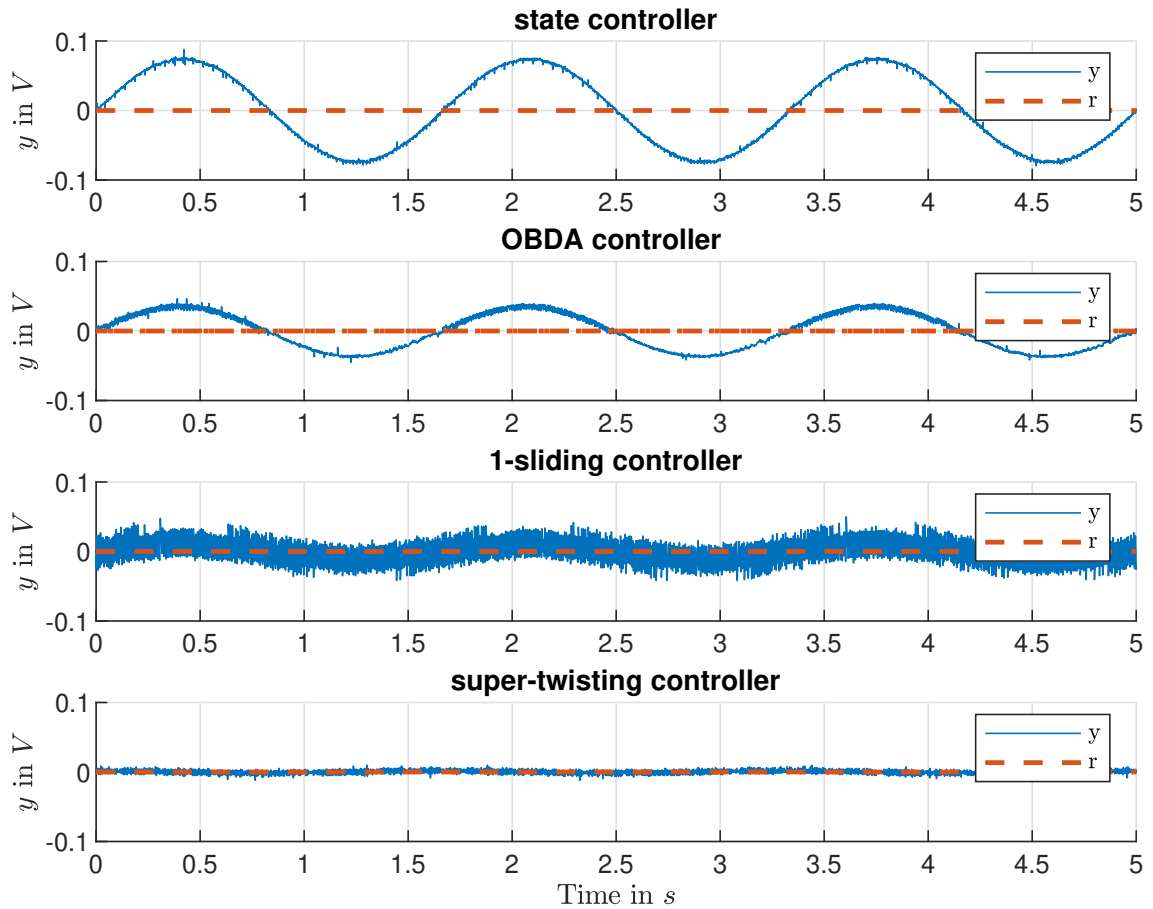 state controller
0.1
0
-0.1
y in V
y
r
0 0.5 1 1.5 2 2.5 3 3.5 4 4.5 5
OBDA controller
0.1
0
-0.1
y in V
y
r
0 0.5 1 1.5 2 2.5 3 3.5 4 4.5 5
1-sliding controller
0.1
0
-0.1
y in V
y
r
0 0.5 1 1.5 2 2.5 3 3.5 4 4.5 5
super-twisting controller
0.1
0
-0.1
y in V
y
r
0 0.5 1 1.5 2 2.5 3 3.5 4 4.5 5
Time in s